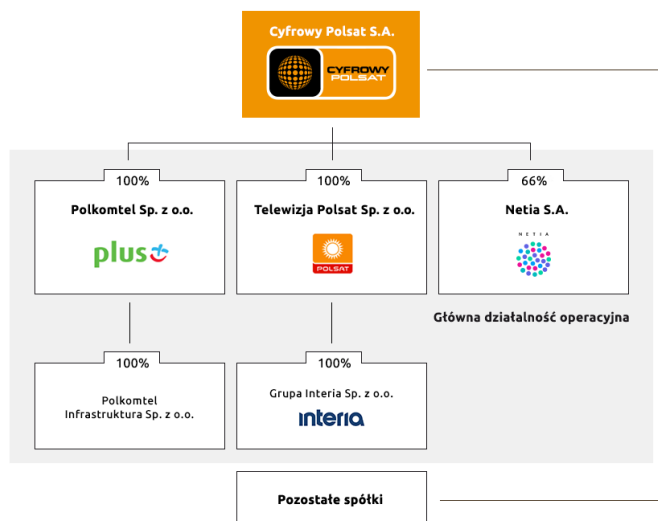 Cyfrowy Polsat S.A.
CYFROWY
POLSAT
100%
100%
66%
Polkomtel Sp. z o.o.
Telewizja Polsat Sp. z o.o.
Netia S.A.
plus
POLSAT
NETIA
Główna działalność operacyjna
100%
100%
Polkomtel
Infrastruktura Sp. z o.o.
Grupa Interia Sp. z o.o.
interia
Pozostałe spółki